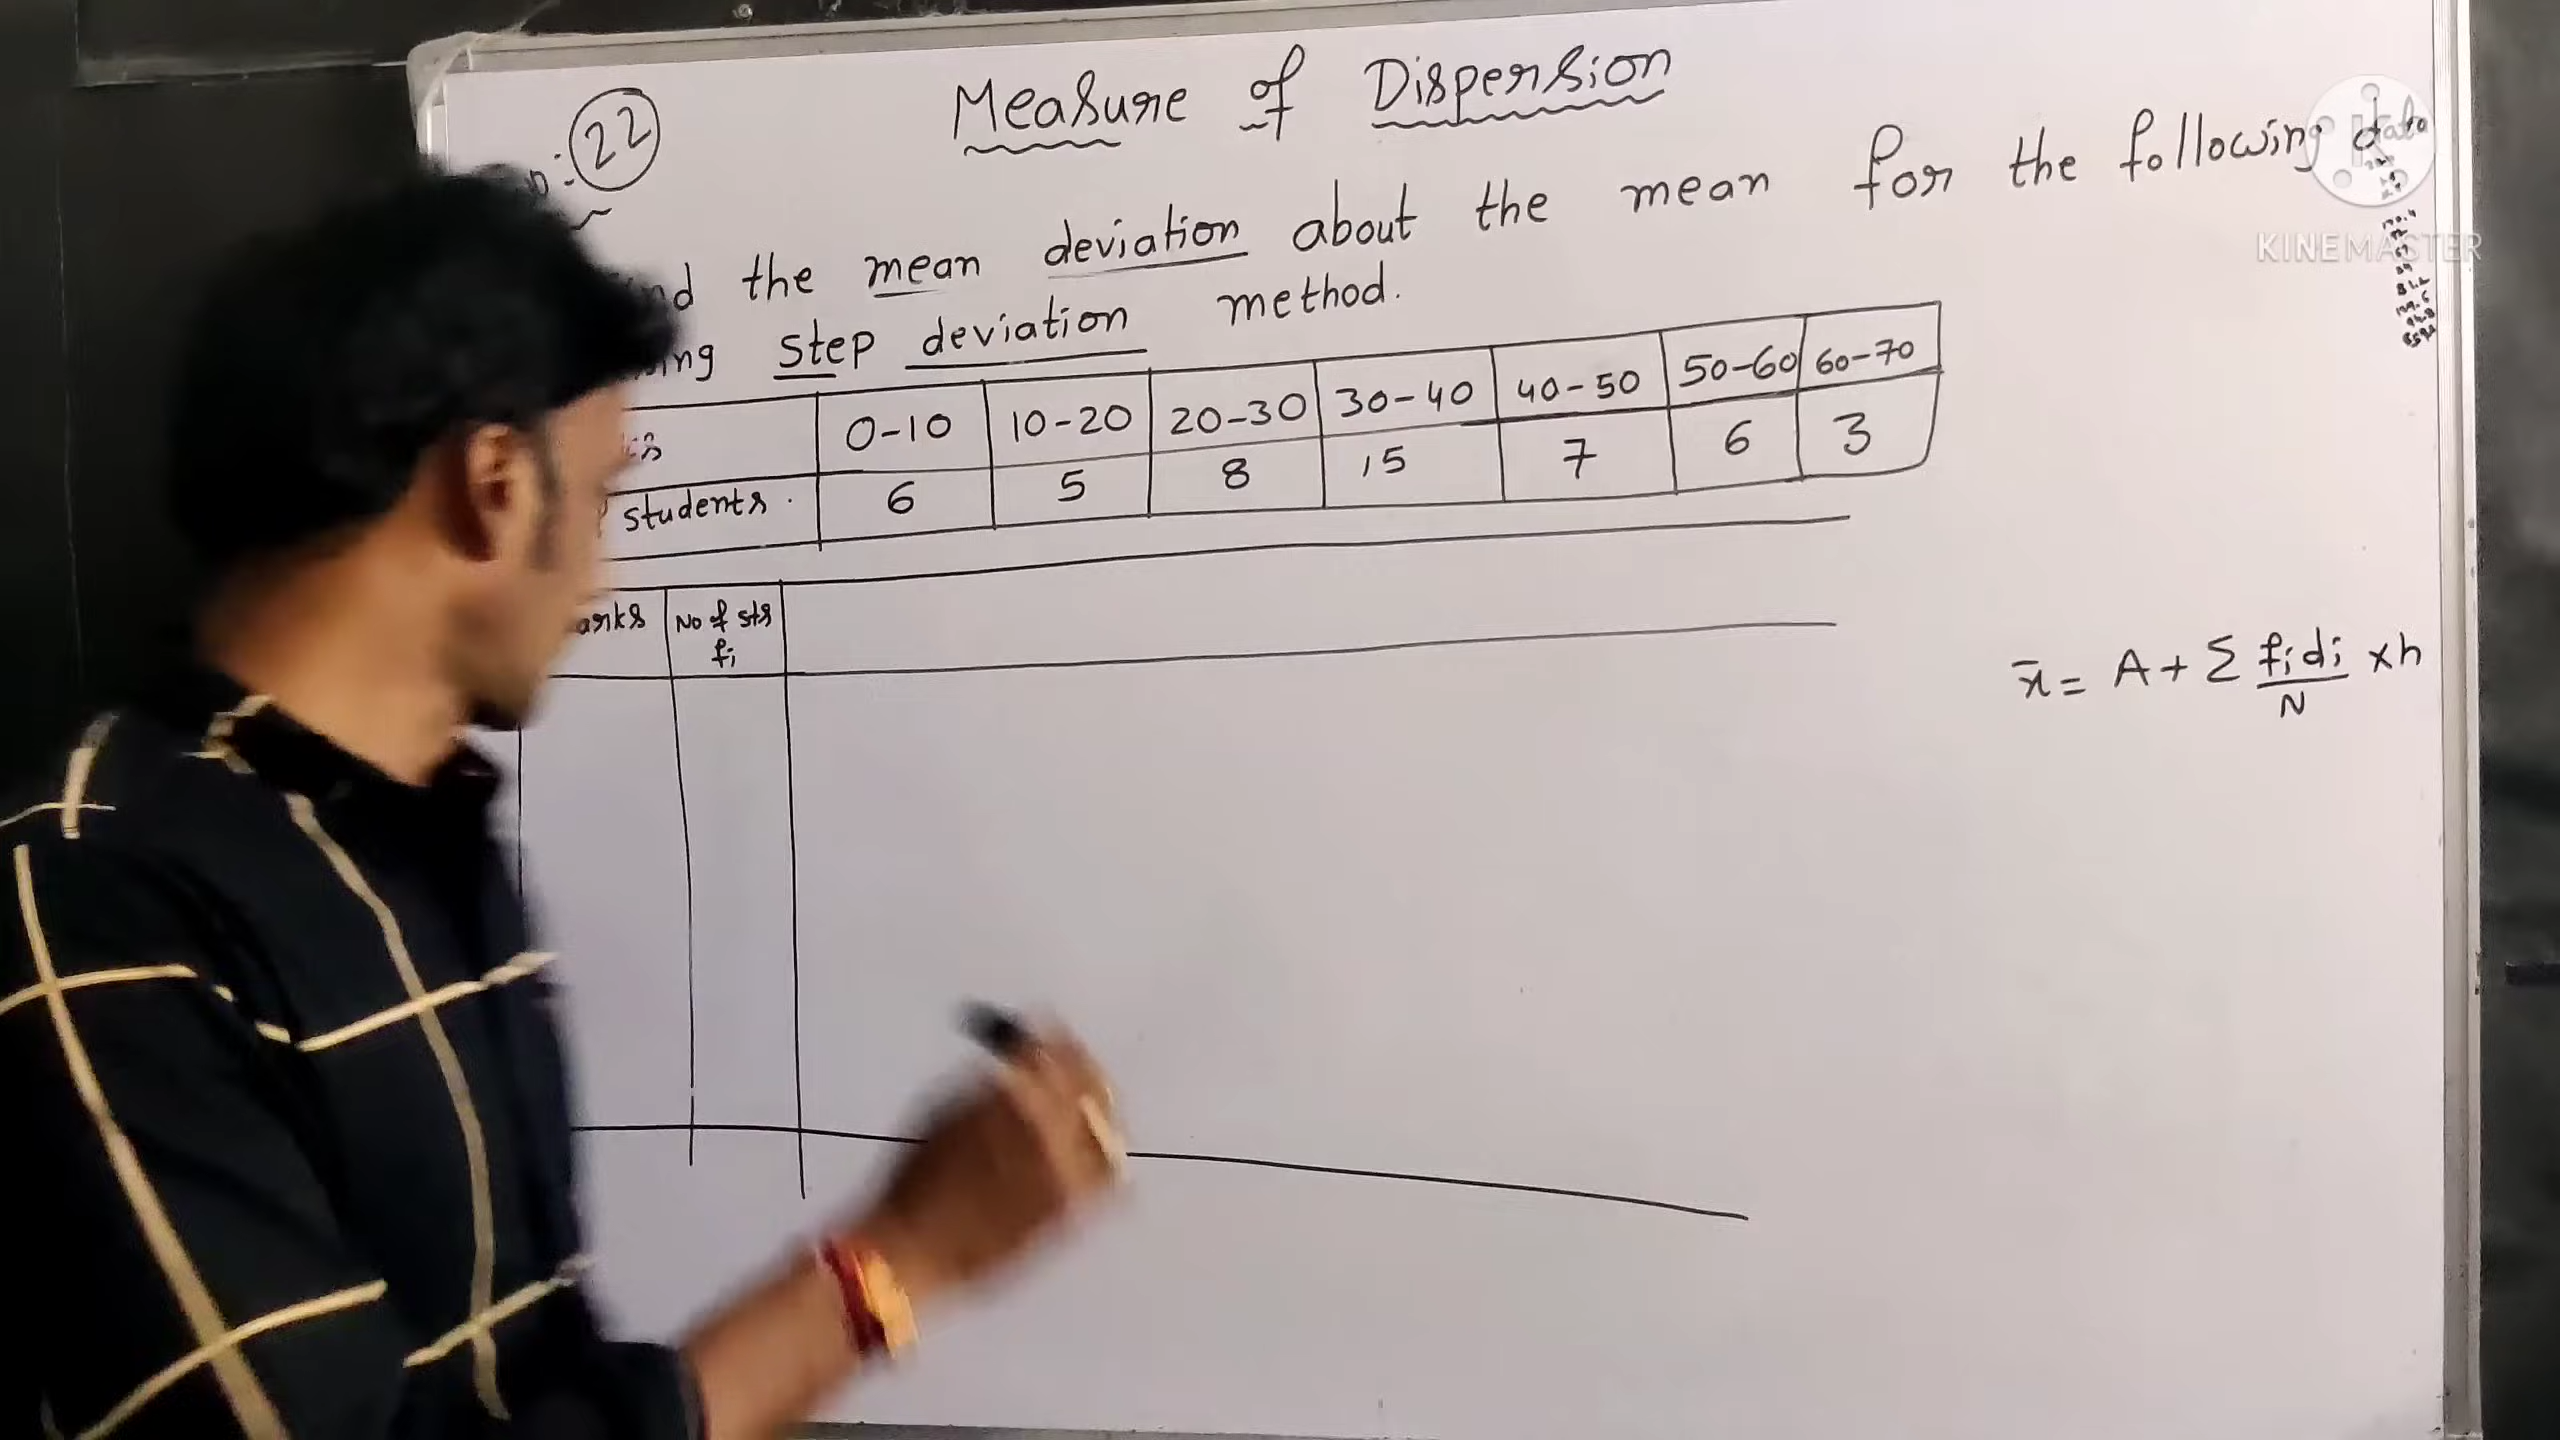 Measure of Dispersion
22
the mean deviation about the mean for the following data
step deviation method.
0-10 10-20 20-30 30-40 40-50 50-60 60-70
students. 6 5 8 15 7 6 3
No of sts
fi
x̄ = A + Σ fidi/N × h
KINEMASTER